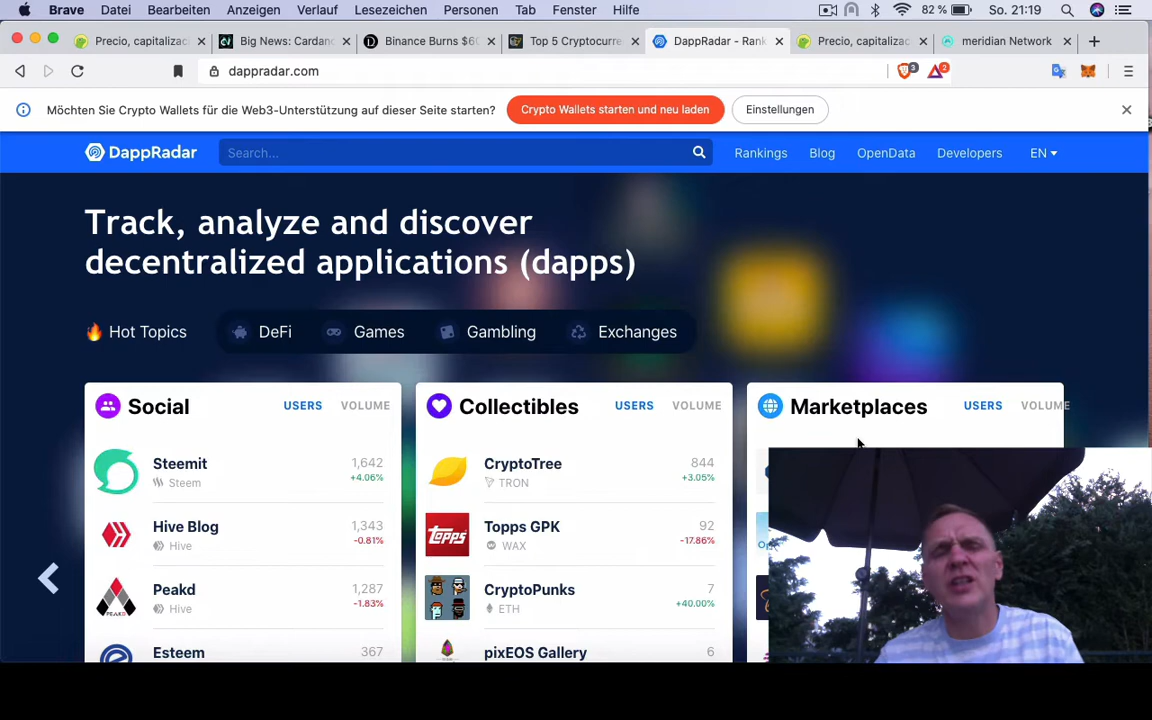 Brave Datei Bearbeiten Anzeigen Verlauf Lesezeichen Personen Tab Fenster Hilfe 82 % So. 21:19
Precio, capitalizac Big News: Cardano Binance Burns $60 Top 5 Cryptocurre DappRadar - Rank Precio, capitalizac meridian Network
dappradar.com 3 2
Möchten Sie Crypto Wallets für die Web3-Unterstützung auf dieser Seite starten? Crypto Wallets starten und neu laden Einstellungen
DappRadar Search... Rankings Blog OpenData Developers EN
Track, analyze and discover
decentralized applications (dapps)
Hot Topics DeFi Games Gambling Exchanges
Social USERS VOLUME Collectibles USERS VOLUME Marketplaces USERS VOLUME
Steemit 1,642 CryptoTree 844
Steem +4.06% TRON +3.05%
Hive Blog 1,343 Topps GPK 92
Hive -0.81% topps WAX -17.86%
Peakd 1,287 CryptoPunks 7
PEAKD Hive -1.83% ETH +40.00%
Esteem 367 pixEOS Gallery 6